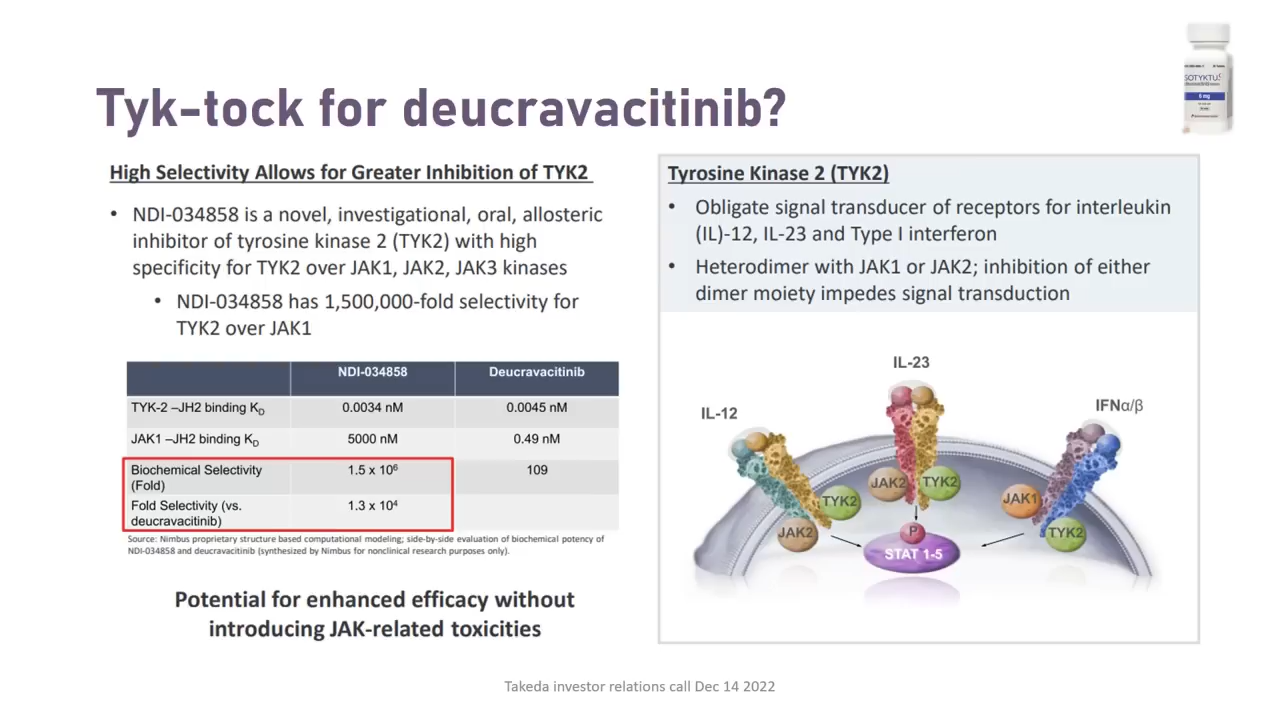 Tyk-tock for deucravacitinib?
SOTYKTU
6 mg
High Selectivity Allows for Greater Inhibition of TYK2
• NDI-034858 is a novel, investigational, oral, allosteric
inhibitor of tyrosine kinase 2 (TYK2) with high
specificity for TYK2 over JAK1, JAK2, JAK3 kinases
• NDI-034858 has 1,500,000-fold selectivity for
TYK2 over JAK1
NDI-034858 Deucravacitinib
TYK-2 –JH2 binding KD 0.0034 nM 0.0045 nM
JAK1 –JH2 binding KD 5000 nM 0.49 nM
Biochemical Selectivity
(Fold) 1.5 x 10⁶ 109
Fold Selectivity (vs.
deucravacitinib) 1.3 x 10⁴
Source: Nimbus proprietary structure based computational modeling; side-by-side evaluation of biochemical potency of
NDI-034858 and deucravacitinib (synthesized by Nimbus for nonclinical research purposes only).
Potential for enhanced efficacy without
introducing JAK-related toxicities
Tyrosine Kinase 2 (TYK2)
• Obligate signal transducer of receptors for interleukin
(IL)-12, IL-23 and Type I interferon
• Heterodimer with JAK1 or JAK2; inhibition of either
dimer moiety impedes signal transduction
IL-23
IL-12
IFNα/β
JAK2 TYK2
TYK2
JAK1
JAK2
P
TYK2
STAT 1-5
Takeda investor relations call Dec 14 2022